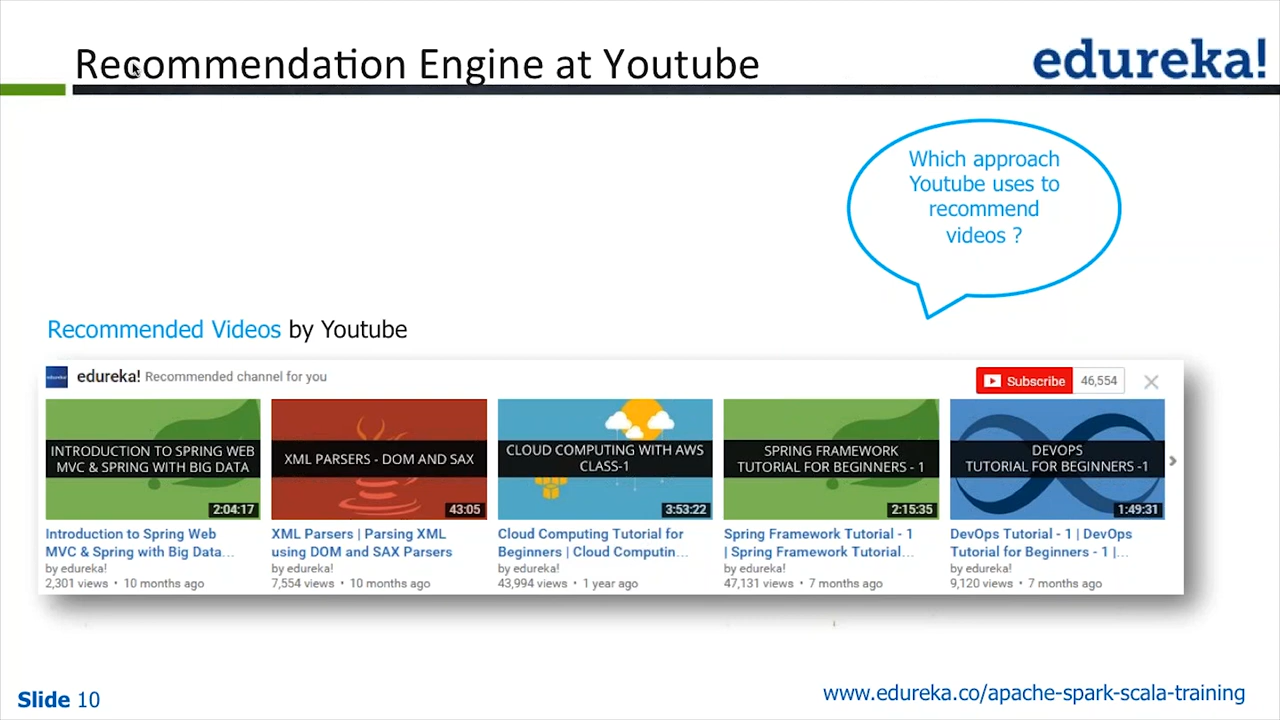 Recommendation Engine at Youtube
edureka!
Which approach
Youtube uses to
recommend
videos ?
Recommended Videos by Youtube
edureka! Recommended channel for you
Subscribe 46,554
INTRODUCTION TO SPRING WEB
MVC & SPRING WITH BIG DATA
2:04:17
Introduction to Spring Web
MVC & Spring with Big Data...
by edureka!
2,301 views • 10 months ago
XML PARSERS - DOM AND SAX
43:05
XML Parsers | Parsing XML
using DOM and SAX Parsers
by edureka!
7,554 views • 10 months ago
CLOUD COMPUTING WITH AWS
CLASS-1
3:53:22
Cloud Computing Tutorial for
Beginners | Cloud Computin...
by edureka!
43,994 views • 1 year ago
SPRING FRAMEWORK
TUTORIAL FOR BEGINNERS - 1
2:15:35
Spring Framework Tutorial - 1
| Spring Framework Tutorial...
by edureka!
47,131 views • 7 months ago
DEVOPS
TUTORIAL FOR BEGINNERS -1
1:49:31
DevOps Tutorial - 1 | DevOps
Tutorial for Beginners - 1 |...
by edureka!
9,120 views • 7 months ago
Slide 10
www.edureka.co/apache-spark-scala-training